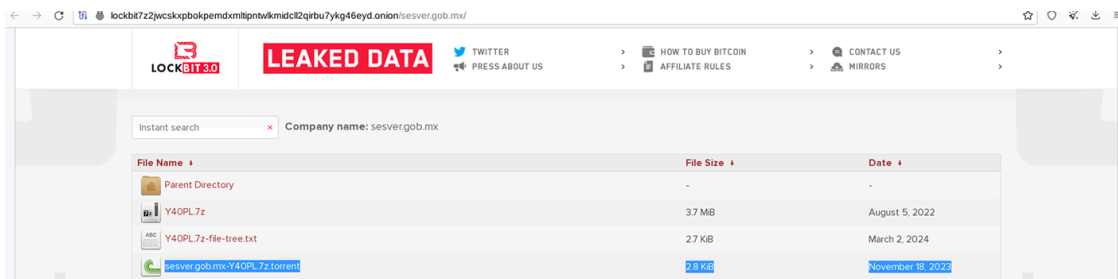 lockbit7z2jwcskxpbokpemdxmltipntwlkmidcll2qirbu7ykg46eyd.onion/sesver.gob.mx/
LOCKBIT 3.0
LEAKED DATA
TWITTER > HOW TO BUY BITCOIN > CONTACT US >
PRESS ABOUT US > AFFILIATE RULES > MIRRORS >
Instant search × Company name: sesver.gob.mx
File Name ↓ File Size ↓ Date ↓
Parent Directory - -
7z Y40PL.7z 3.7 MiB August 5, 2022
ABC Y40PL.7z-file-tree.txt 2.7 KiB March 2, 2024
sesver.gob.mx-Y40PL.7z.torrent 2.8 KiB November 18, 2023